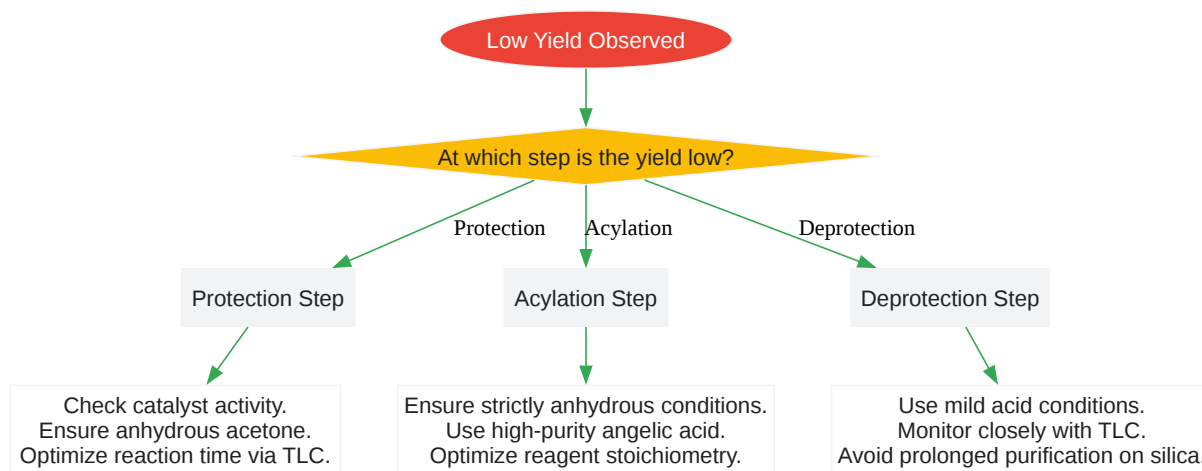 Low Yield Observed
At which step is the yield low?
Protection
Acylation
Deprotection
Protection Step
Acylation Step
Deprotection Step
Check catalyst activity.
Ensure anhydrous acetone.
Optimize reaction time via TLC.
Ensure strictly anhydrous conditions.
Use high-purity angelic acid.
Optimize reagent stoichiometry.
Use mild acid conditions.
Monitor closely with TLC.
Avoid prolonged purification on silica.